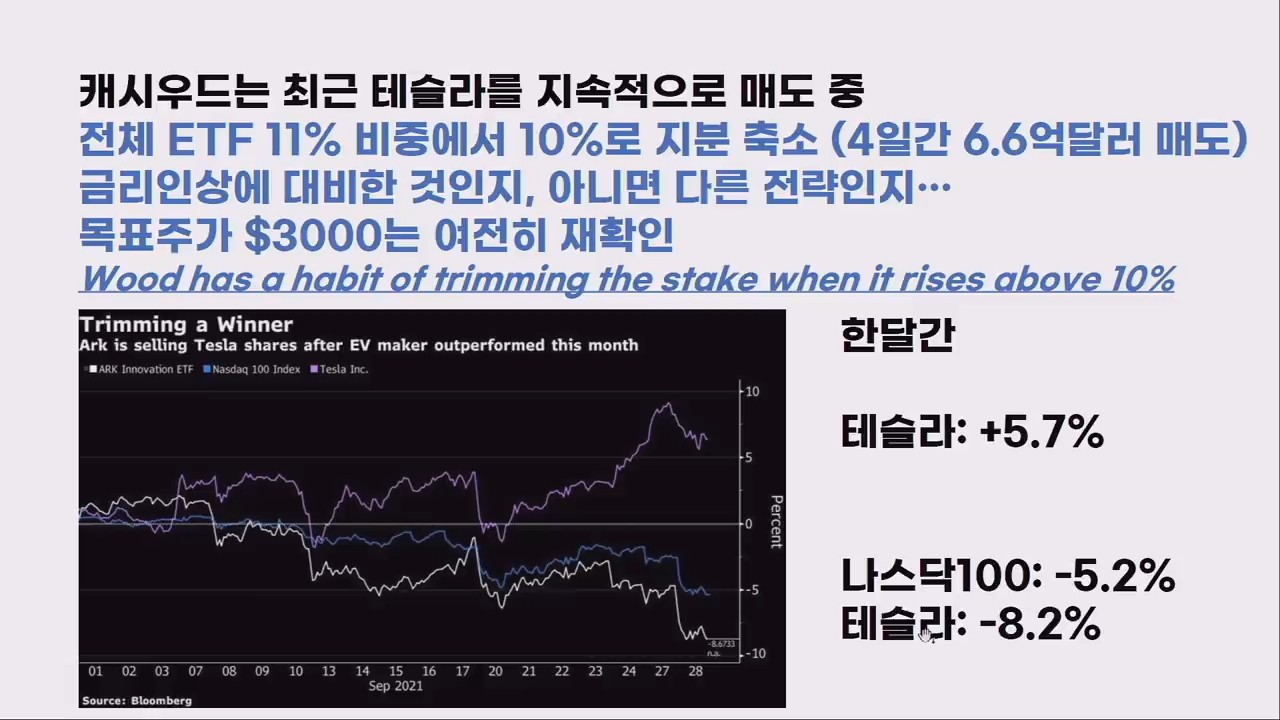 캐시우드는 최근 테슬라를 지속적으로 매도 중
전체 ETF 11% 비중에서 10%로 지분 축소 (4일간 6.6억달러 매도)
금리인상에 대비한 것인지, 아니면 다른 전략인지…
목표주가 $3000는 여전히 재확인
Wood has a habit of trimming the stake when it rises above 10%
Trimming a Winner
Ark is selling Tesla shares after EV maker outperformed this month
ARK Innovation ETF Nasdaq 100 Index Tesla Inc.
10
5
0
-5
-10
Percent
-8.6733
n.a.
01 02 03 07 08 09 10 13 14 15 16 17 20 21 22 23 24 27 28
Sep 2021
Source: Bloomberg
한달간
테슬라: +5.7%
나스닥100: -5.2%
테슬라: -8.2%